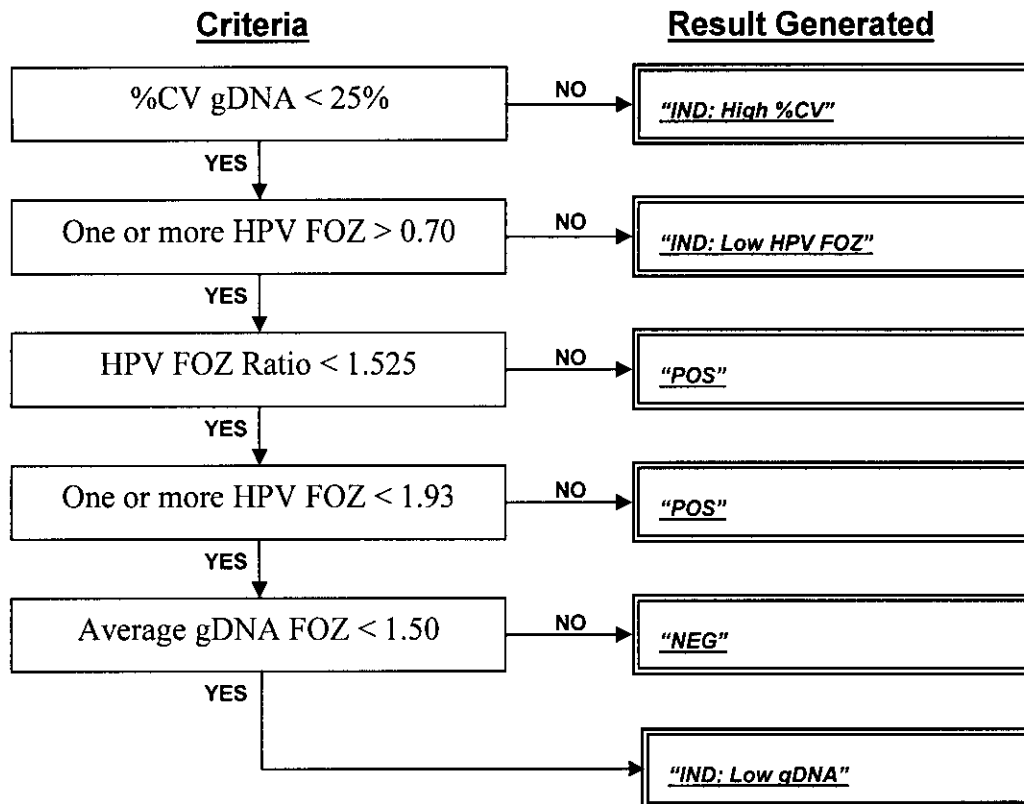 Criteria
Result Generated
%CV gDNA < 25%
NO
"IND: High %CV"
YES
One or more HPV FOZ > 0.70
NO
"IND: Low HPV FOZ"
YES
HPV FOZ Ratio < 1.525
NO
"POS"
YES
One or more HPV FOZ < 1.93
NO
"POS"
YES
Average gDNA FOZ < 1.50
NO
"NEG"
YES
"IND: Low gDNA"